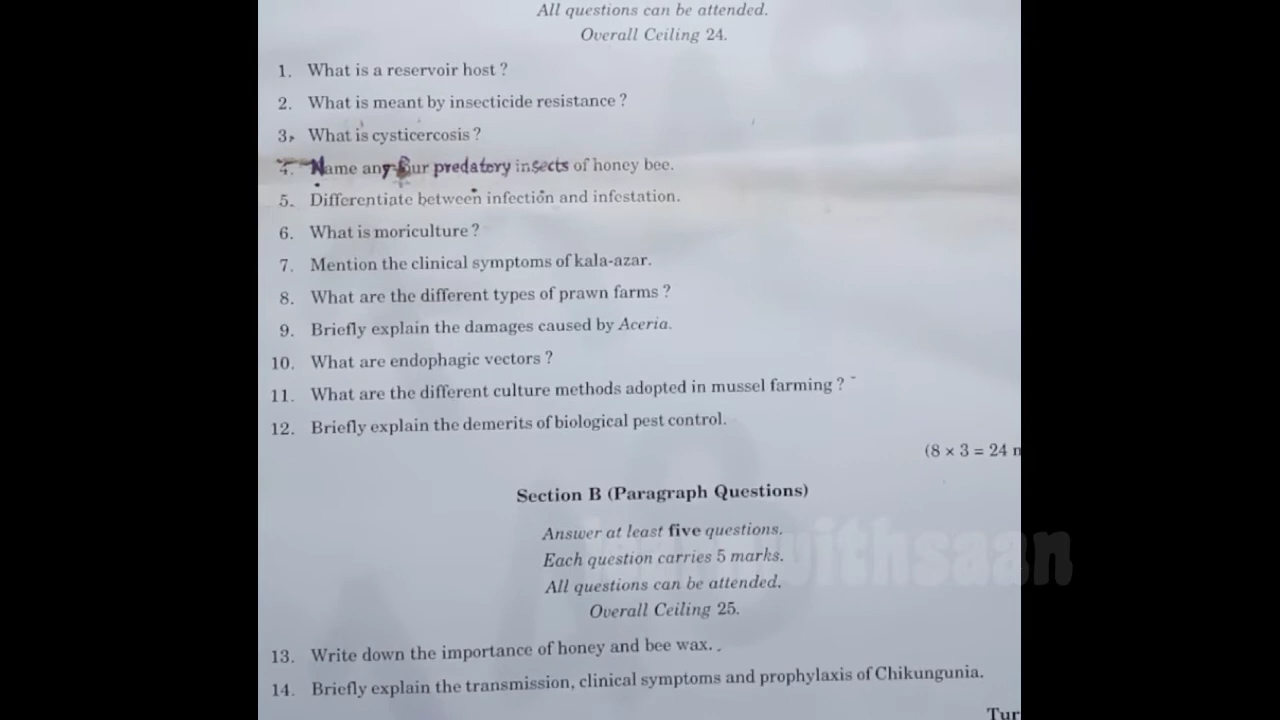 All questions can be attended.
Overall Ceiling 24.
1. What is a reservoir host ?
2. What is meant by insecticide resistance ?
3. What is cysticercosis ?
4. Name any four predatory insects of honey bee.
5. Differentiate between infection and infestation.
6. What is moriculture ?
7. Mention the clinical symptoms of kala-azar.
8. What are the different types of prawn farms ?
9. Briefly explain the damages caused by Aceria.
10. What are endophagic vectors ?
11. What are the different culture methods adopted in mussel farming ?
12. Briefly explain the demerits of biological pest control.
(8 × 3 = 24
Section B (Paragraph Questions)
Answer at least five questions.
Each question carries 5 marks.
All questions can be attended.
Overall Ceiling 25.
withsaan
13. Write down the importance of honey and bee wax.
14. Briefly explain the transmission, clinical symptoms and prophylaxis of Chikungunia.
Tur